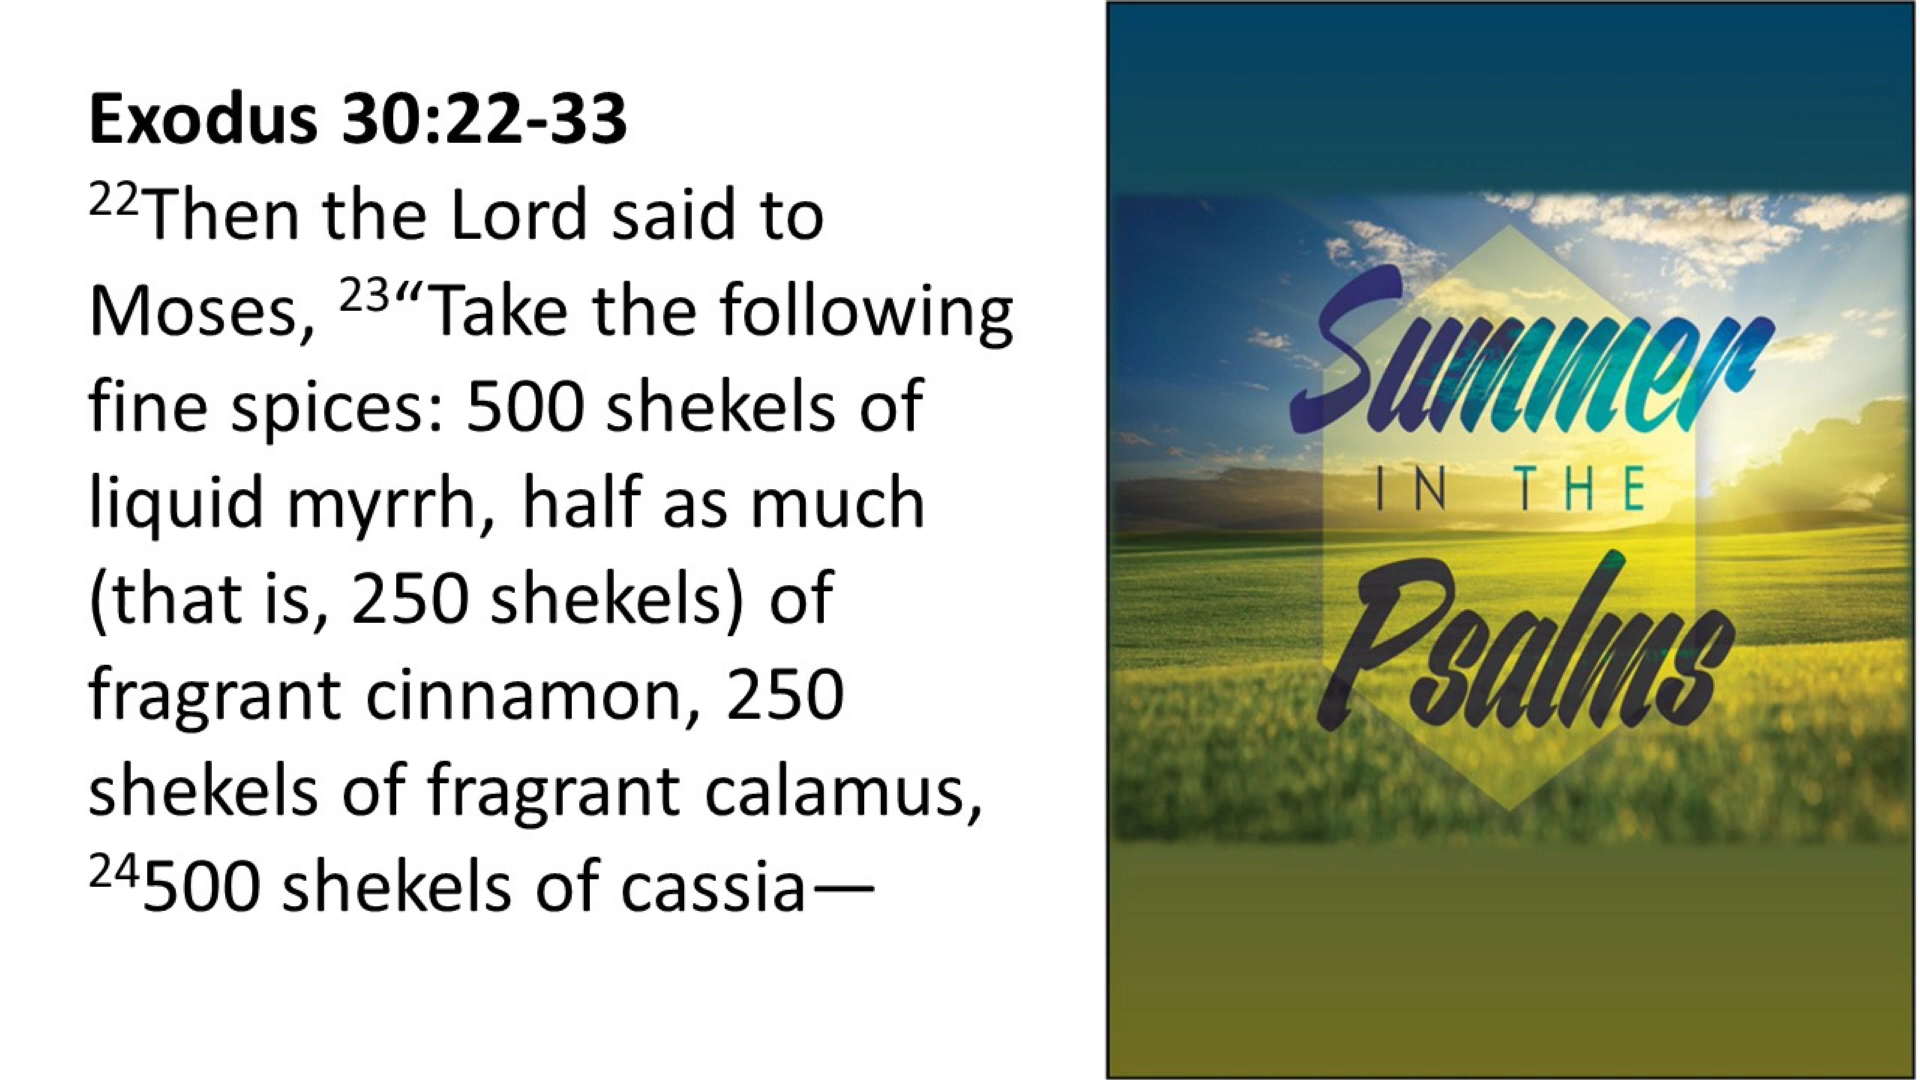 Exodus 30:22-33
22Then the Lord said to
Moses, 23“Take the following
fine spices: 500 shekels of
liquid myrrh, half as much
(that is, 250 shekels) of
fragrant cinnamon, 250
shekels of fragrant calamus,
24500 shekels of cassia—
Summer
IN THE
Psalms